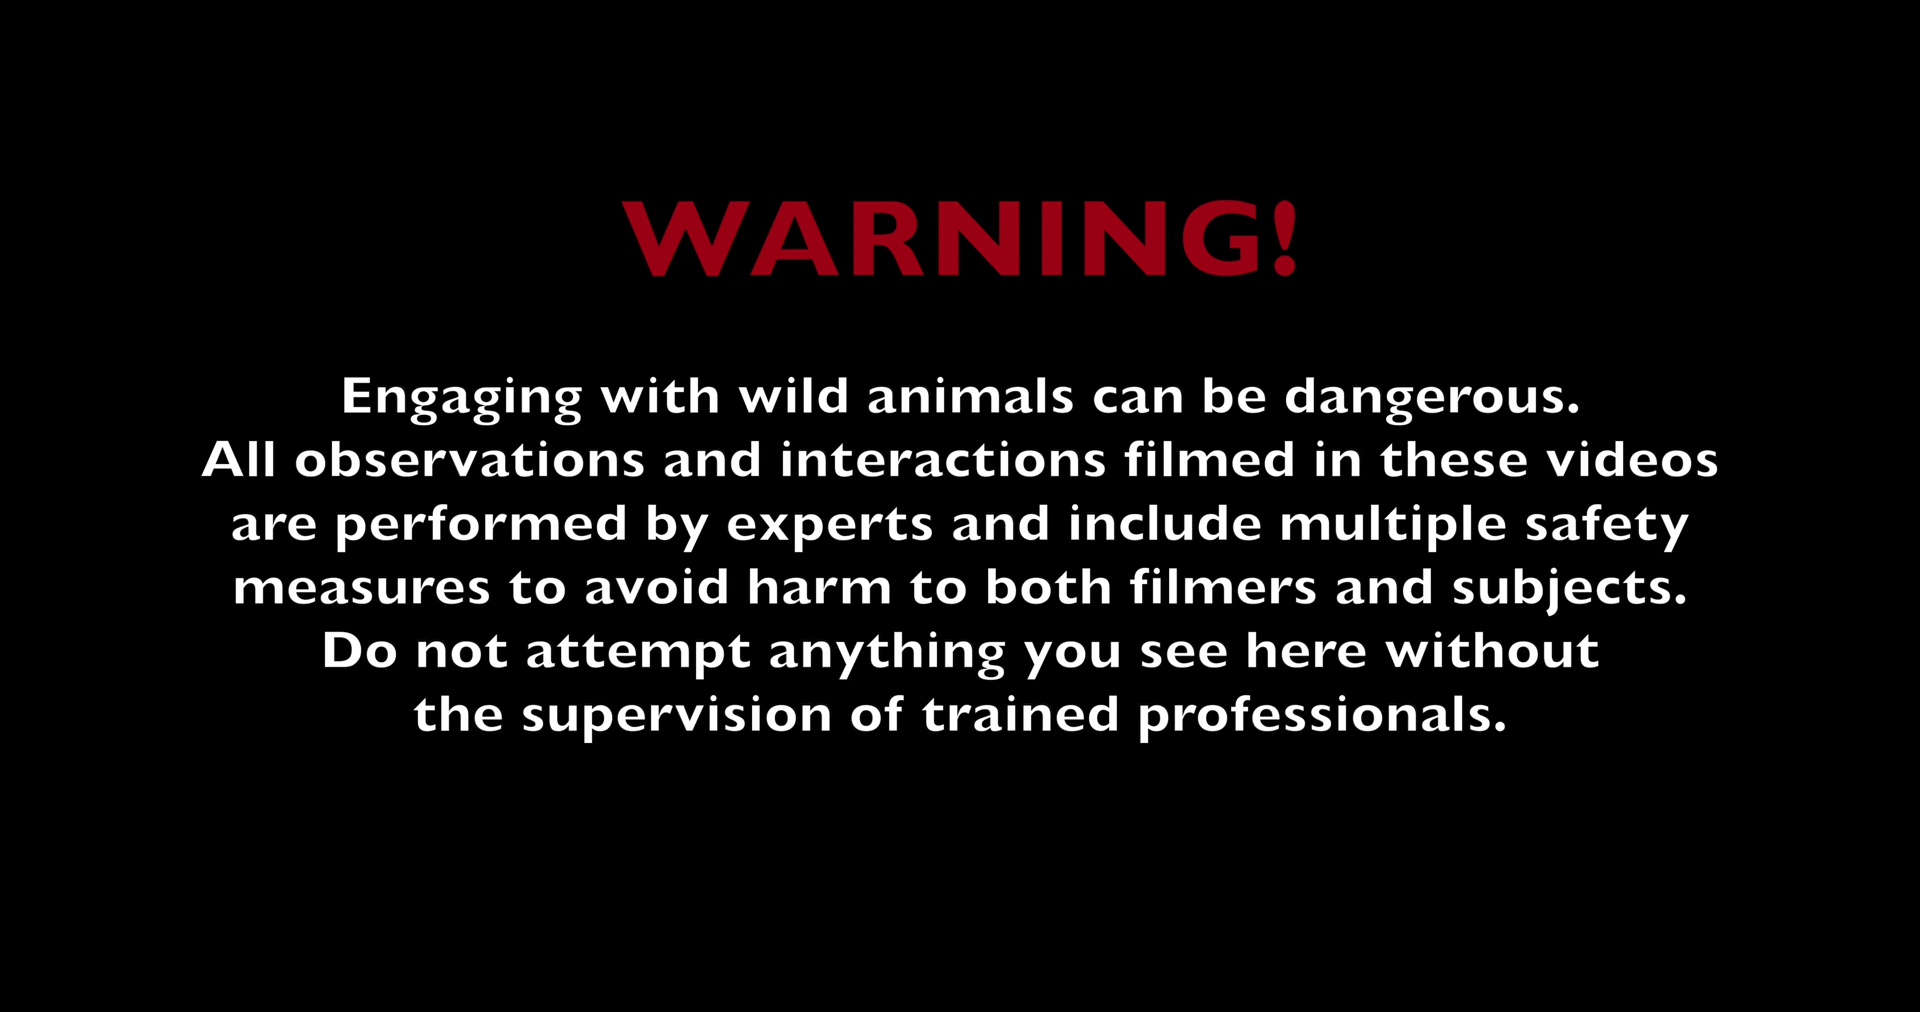 WARNING!
Engaging with wild animals can be dangerous.
All observations and interactions filmed in these videos
are performed by experts and include multiple safety
measures to avoid harm to both filmers and subjects.
Do not attempt anything you see here without
the supervision of trained professionals.